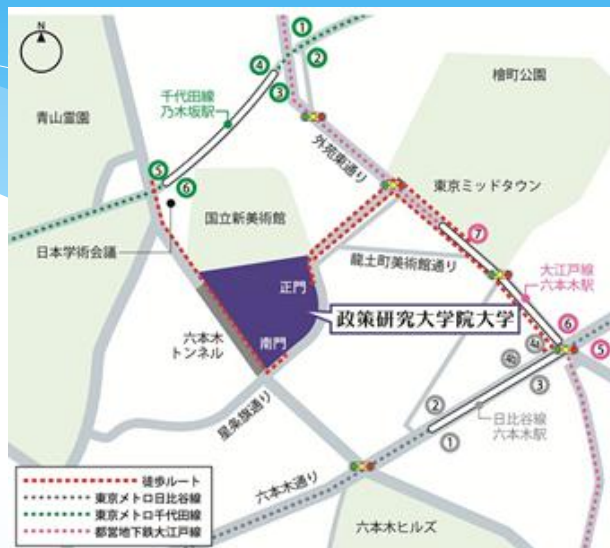 N
①
②
④
③
千代田線
乃木坂駅
檜町公園
青山霊園
外苑東通り
⑤
⑥
国立新美術館
東京ミッドタウン
日本学術会議
⑦
龍土町美術館通り
大江戸線
六本木駅
正門
政策研究大学院大学
六本木
トンネル
南門
⑥
4a
4b
⑤
③
星条旗通り
②
①
日比谷線
六本木駅
六本木通り
六本木ヒルズ
徒歩ルート
東京メトロ日比谷線
東京メトロ千代田線
都営地下鉄大江戸線